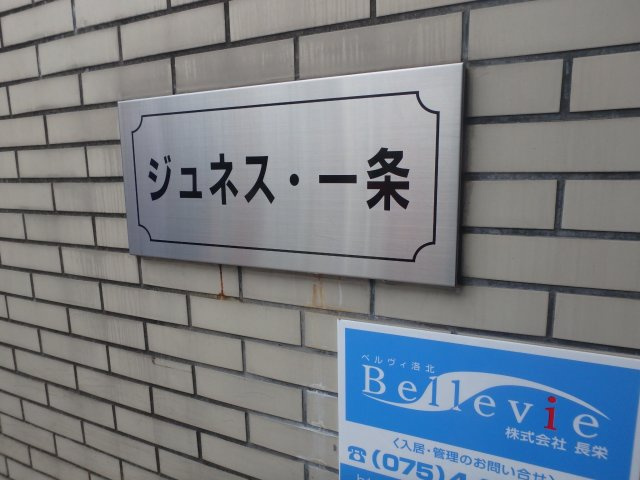 ジュネス・一条
ベルヴィ洛北
Bellevie
株式会社 長栄
〈入居・管理のお問い合せ〉
☎(075)4